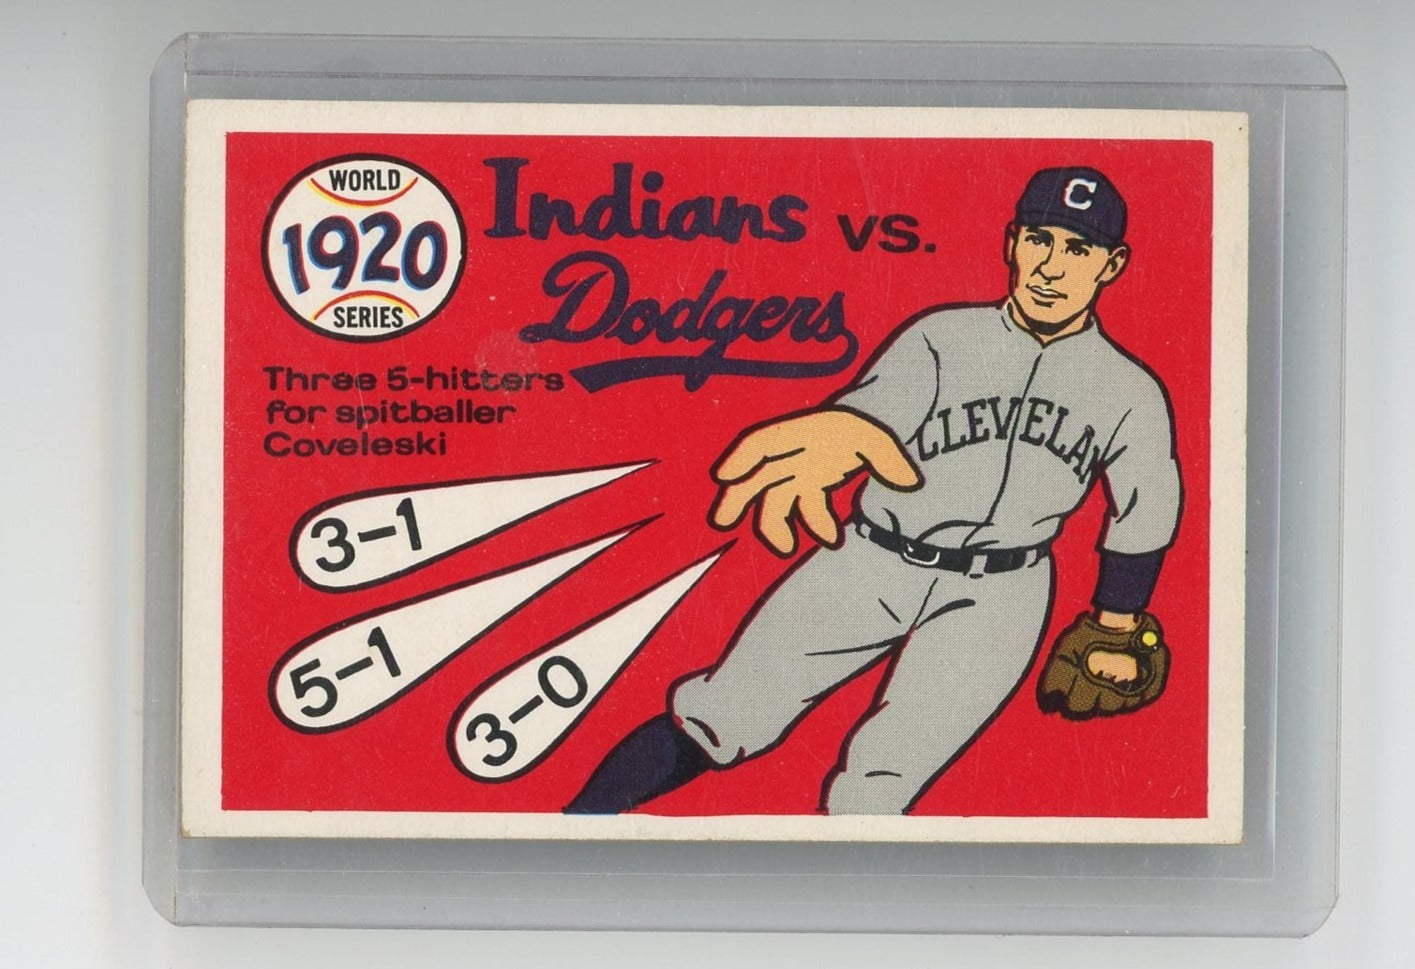 WORLD
1920
SERIES
Indians vs.
Dodgers
Three 5-hitters
for spitballer
Coveleski
3-1
5-1
3-0
C
CLEVELAN